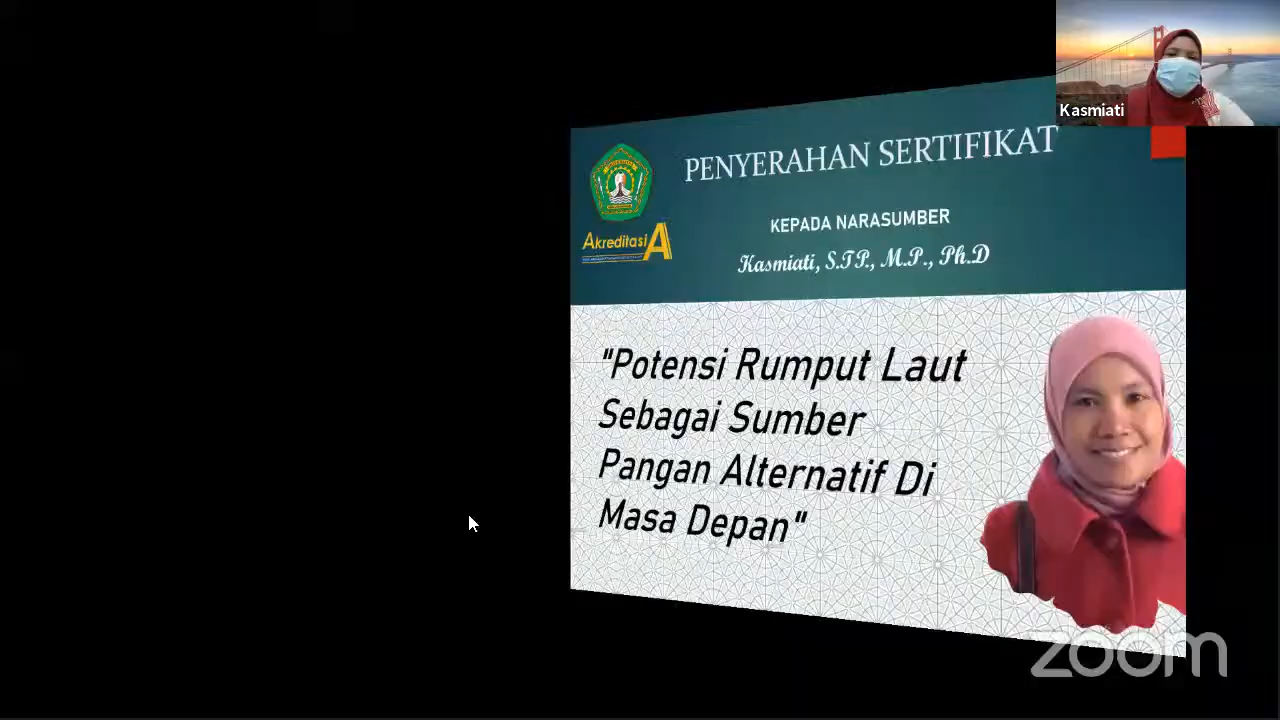 Kasmiati
PENYERAHAN SERTIFIKAT
KEPADA NARASUMBER
Kasmiati, S.TP., M.P., Ph.D
Akreditasi A
"Potensi Rumput Laut
Sebagai Sumber
Pangan Alternatif Di
Masa Depan"
zoom